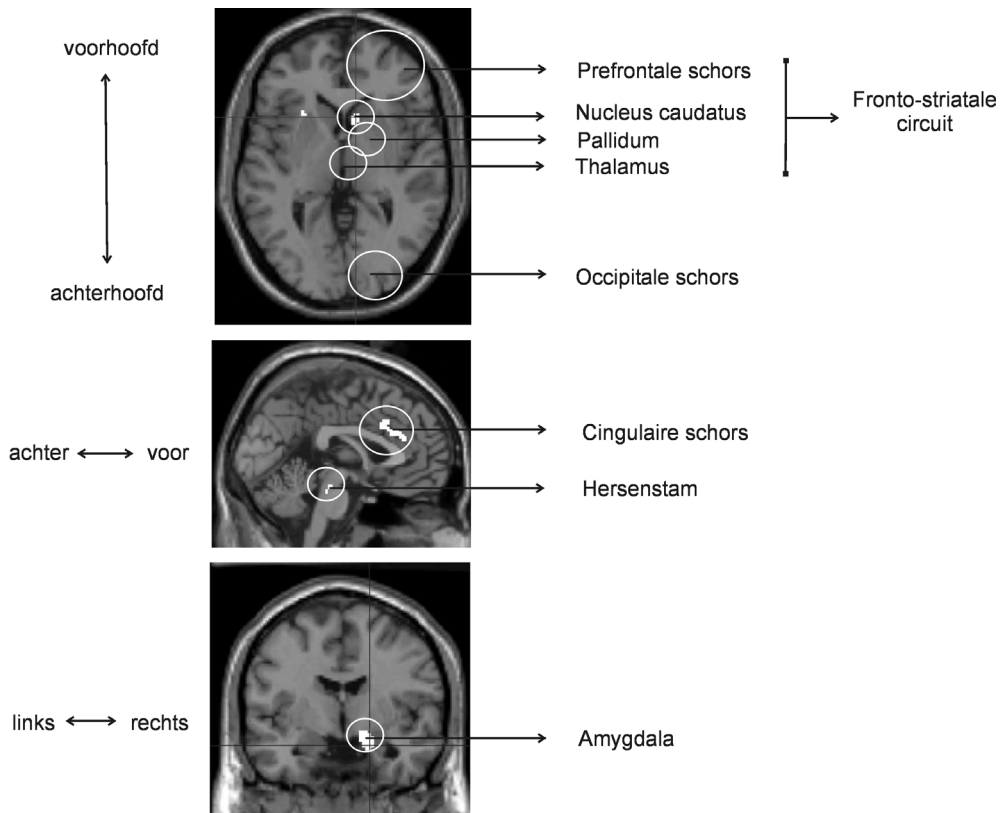 voorhoofd
achterhoofd
Prefrontale schors
Nucleus caudatus
Pallidum
Thalamus
Fronto-striatale
circuit
Occipitale schors
achter
voor
Cingulaire schors
Hersenstam
links
rechts
Amygdala